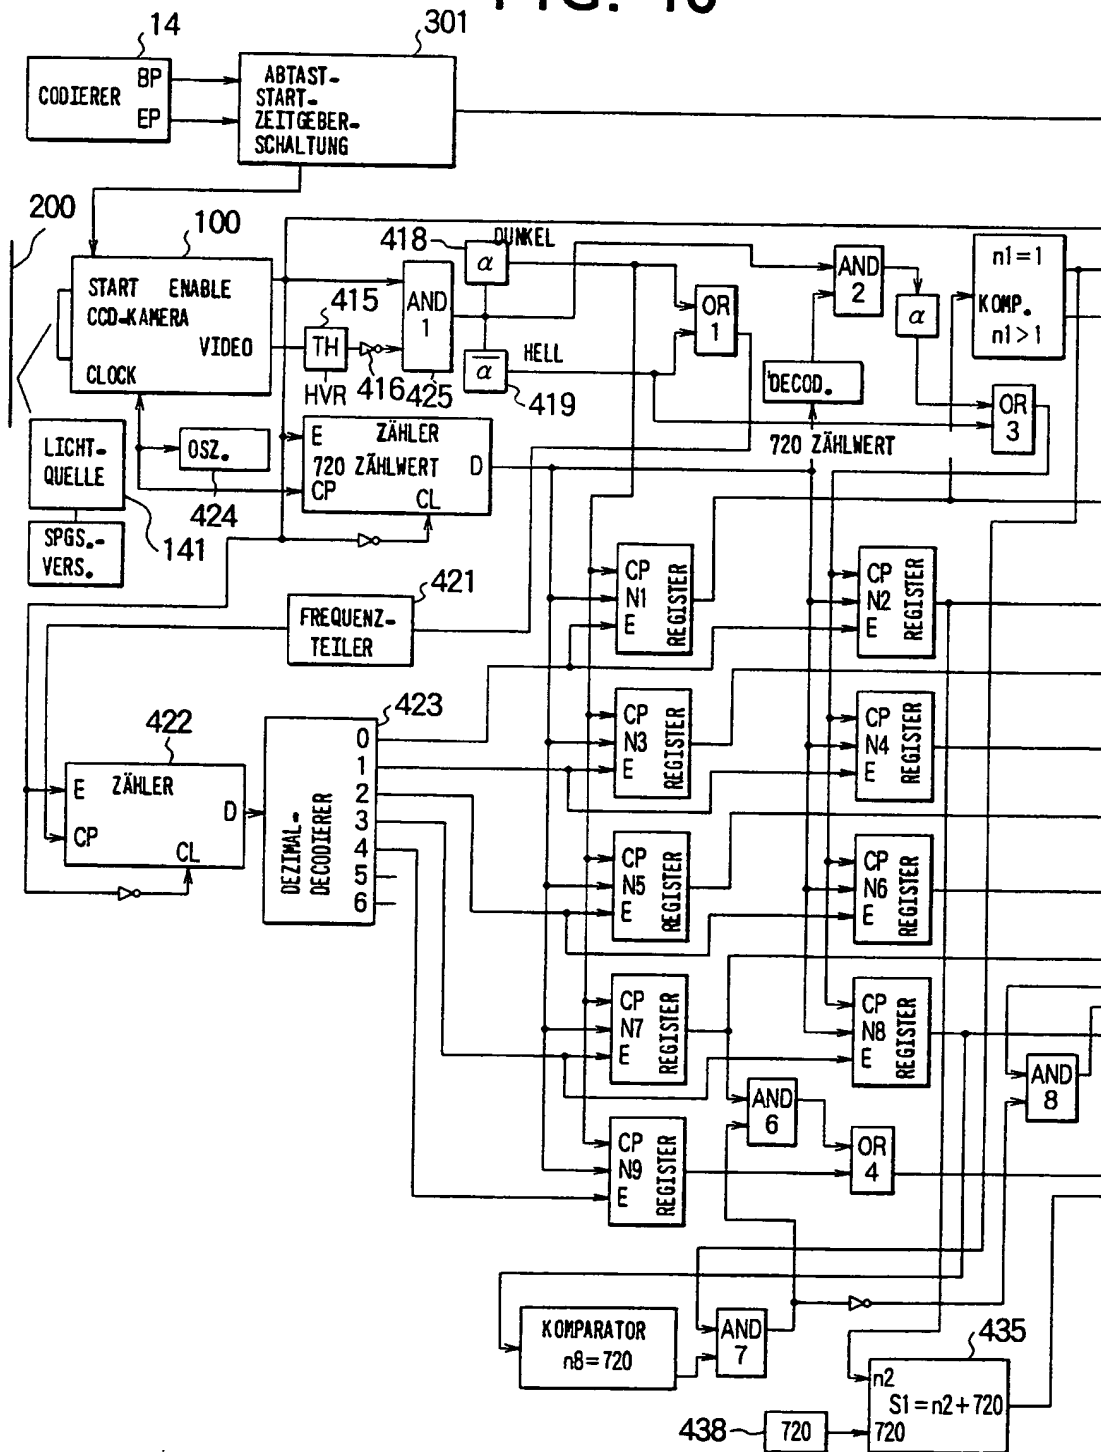 FIG. 40
14
301
CODIERER
BP
EP
ABTAST-
START-
ZEITGEBER-
SCHALTUNG
200
100
START ENABLE
CCD-KAMERA
VIDEO
CLOCK
415
TH
HVR
416
AND
1
425
418
DUNKEL
α
HELL
α
419
OR
1
AND
2
α
DECOD.
720 ZÄHLWERT
n1=1
KOMP.
n1>1
OR
3
LICHT-
QUELLE
OSZ.
424
SPGS.-
VERS.
141
E ZÄHLER
720 ZÄHLWERT D
CP
CL
421
FREQUENZ-
TEILER
422
E ZÄHLER
D
CP
CL
423
DEZIMAL-
DECODIERER
0
1
2
3
4
5
6
CP
N1
E
REGISTER
CP
N2
E
REGISTER
CP
N3
E
REGISTER
CP
N4
E
REGISTER
CP
N5
E
REGISTER
CP
N6
E
REGISTER
CP
N7
E
REGISTER
CP
N8
E
REGISTER
CP
N9
E
REGISTER
AND
6
OR
4
AND
8
KOMPARATOR
n8=720
AND
7
435
n2
S1=n2+720
720
438
720